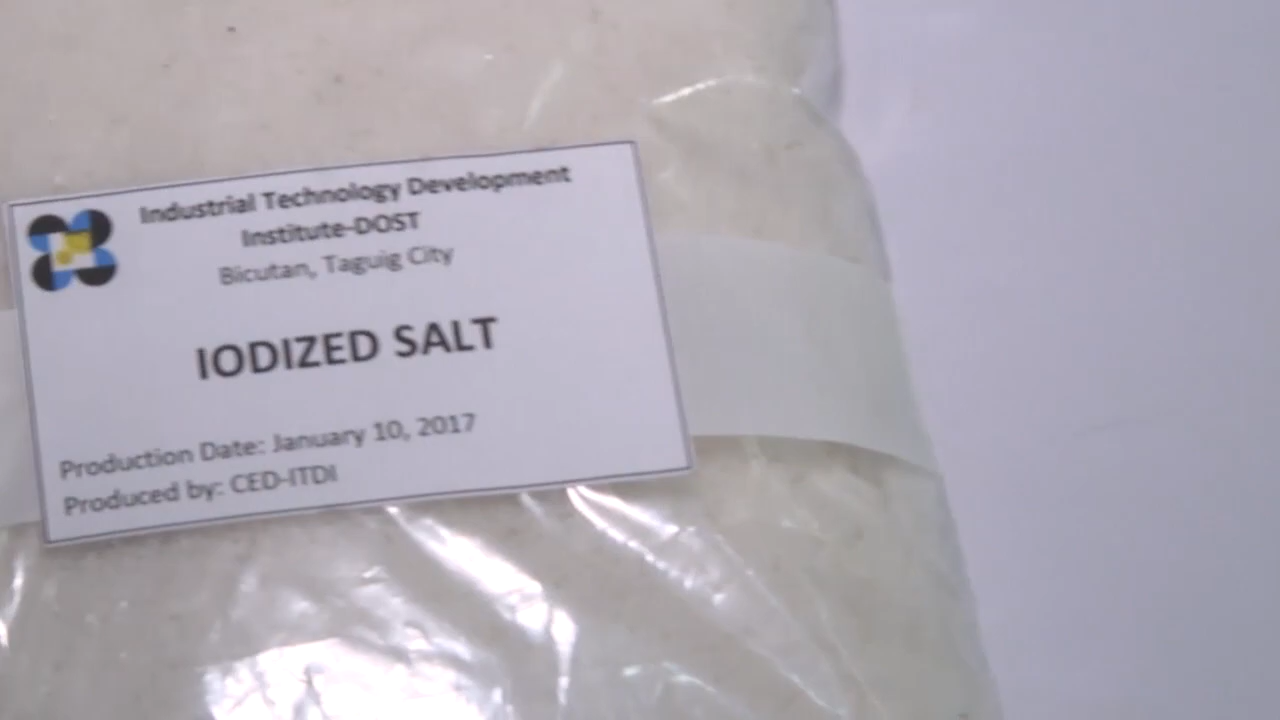 Industrial Technology Development
Institute-DOST
Bicutan, Taguig City
IODIZED SALT
Production Date: January 10, 2017
Produced by: CED-ITDI